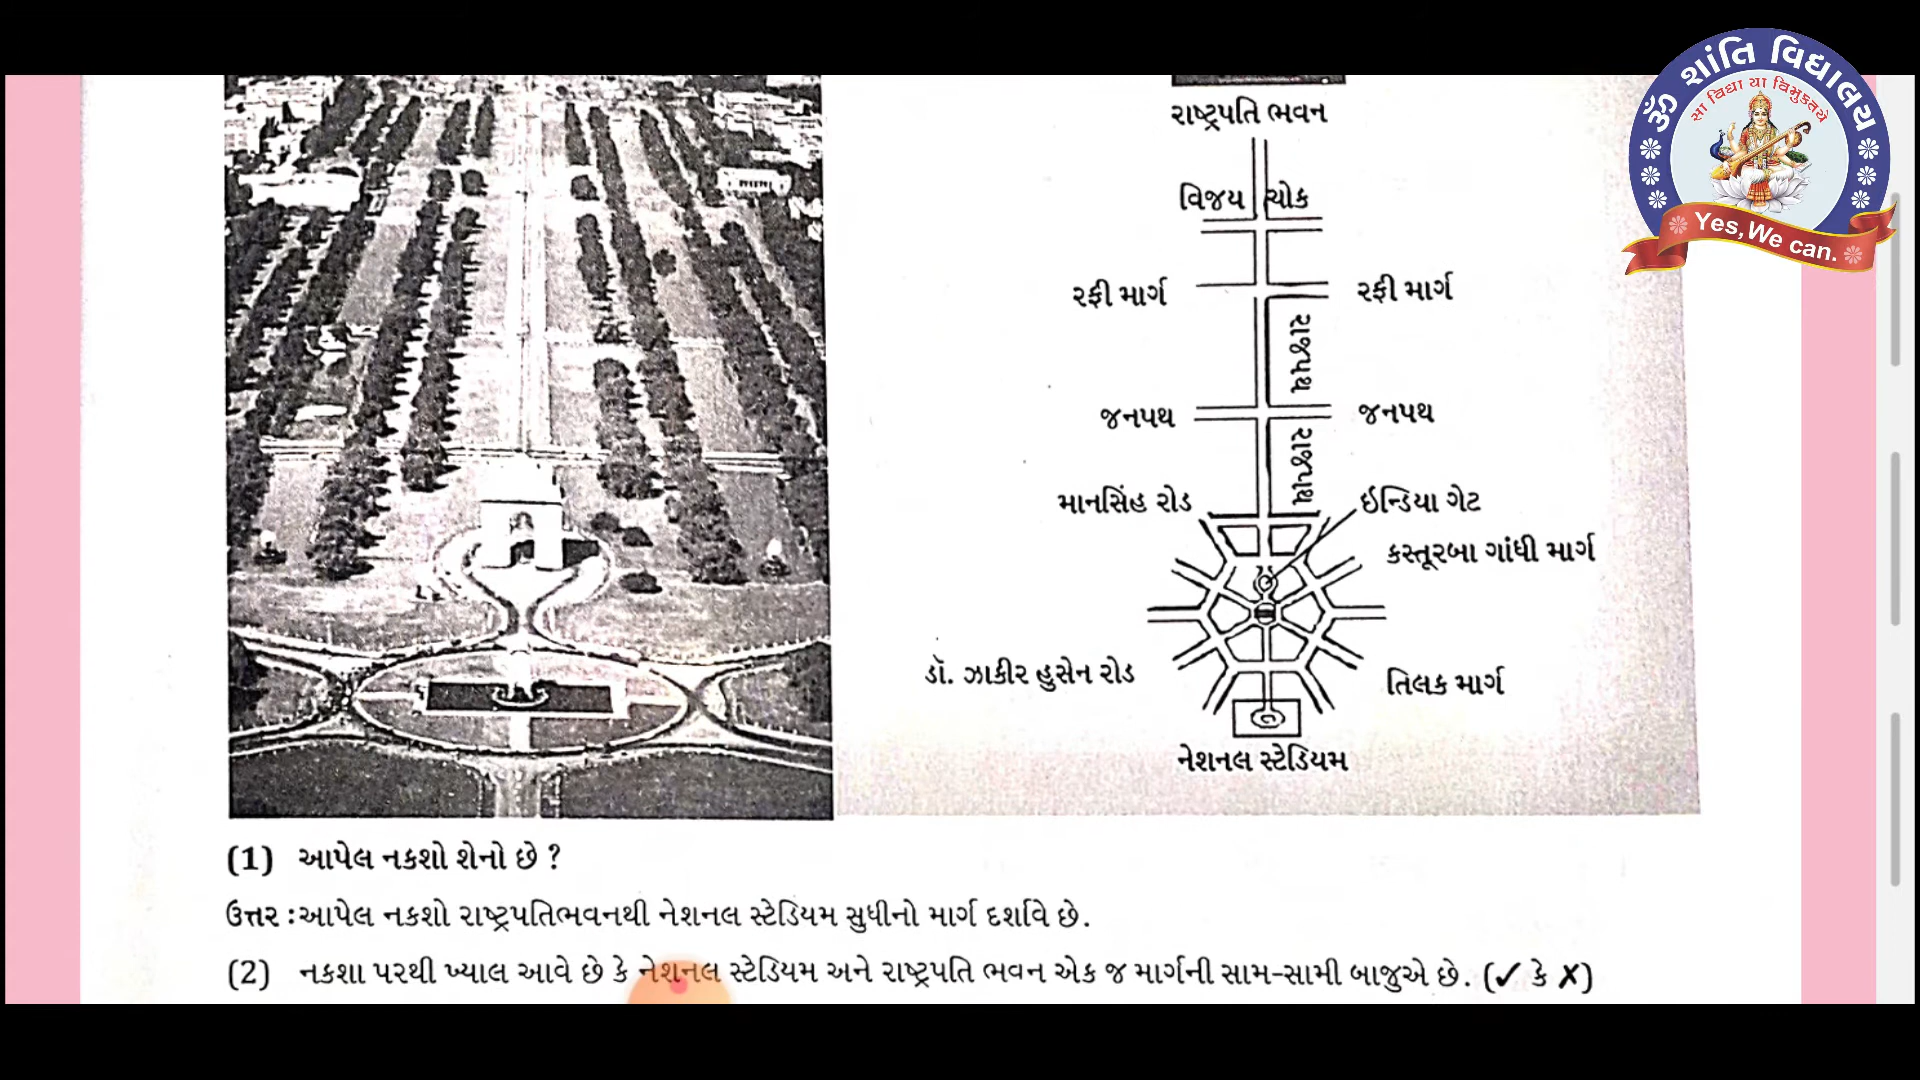 રાષ્ટ્રપતિ ભવન
વિજય ચોક
રફી માર્ગ
રફી માર્ગ
રાજપથ
જનપથ
જનપથ
રાજપથ
માનસિંહ રોડ
ઇન્ડિયા ગેટ
કસ્તૂરબા ગાંધી માર્ગ
ડૉ. ઝાકીર હુસેન રોડ
તિલક માર્ગ
નેશનલ સ્ટેડિયમ
(1) આપેલ નકશો શેનો છે ?
ઉત્તર : આપેલ નકશો રાષ્ટ્રપતિભવનથી નેશનલ સ્ટેડિયમ સુધીનો માર્ગ દર્શાવે છે.
(2) નકશા પરથી ખ્યાલ આવે છે કે નેશનલ સ્ટેડિયમ અને રાષ્ટ્રપતિ ભવન એક જ માર્ગની સામ-સામી બાજુએ છે. (✓ કે ✗)
ૐ શાંતિ વિદ્યાલય
સા વિદ્યા યા વિમુક્તયે
Yes, We can.